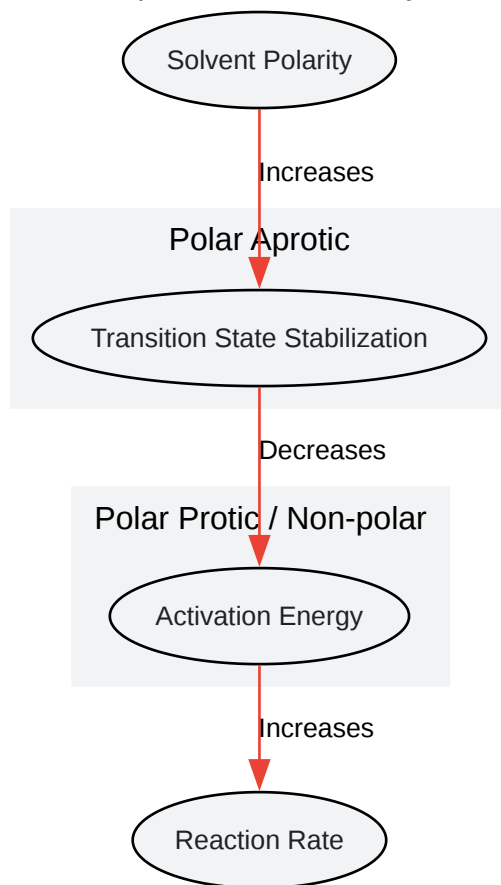 Solvent Polarity
Increases
Polar Aprotic
Transition State Stabilization
Decreases
Polar Protic / Non-polar
Activation Energy
Increases
Reaction Rate